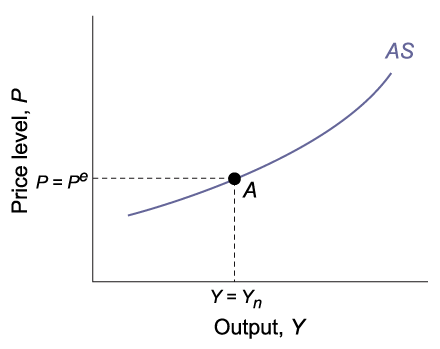 AS
Price level, P
P = Pᵉ
A
Y = Yₙ
Output, Y